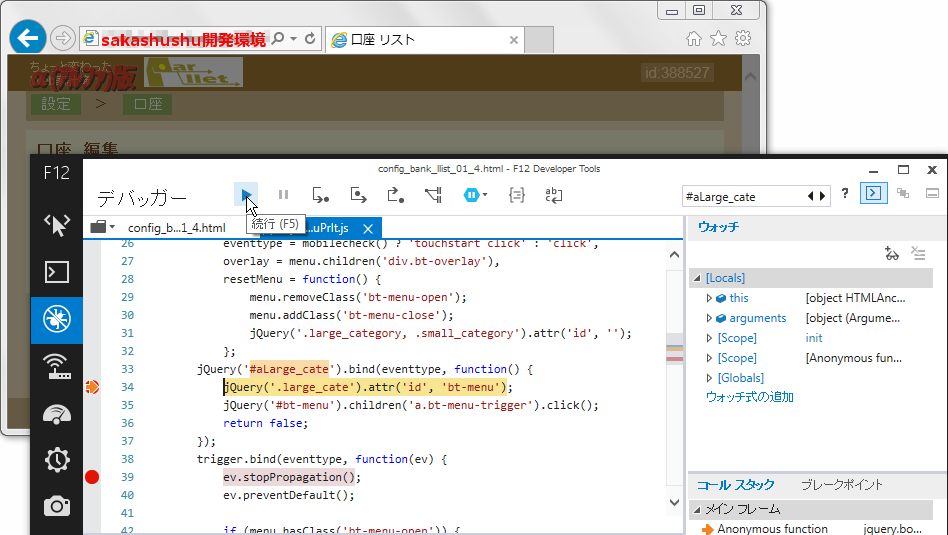 sakashushu開発環境
口座 リスト
ちょーと変わった
α(アルファ)版
id:388527
設定 > 口座
口座 編集
F12
config_bank_llist_01_4.html - F12 Developer Tools
デバッガー
#aLarge_cate
?
config_b...1_4.html
...uPrlt.js
続行 (F5)
26 eventtype = mobilecheck() ? 'touchstart click' : 'click',
27 overlay = menu.children('div.bt-overlay'),
28 resetMenu = function() {
29 menu.removeClass('bt-menu-open');
30 menu.addClass('bt-menu-close');
31 jQuery('.large_category, .small_category').attr('id', '');
32 };
33 jQuery('#aLarge_cate').bind(eventtype, function() {
34 jQuery('.large_cate').attr('id', 'bt-menu');
35 jQuery('#bt-menu').children('a.bt-menu-trigger').click();
36 return false;
37 });
38 trigger.bind(eventtype, function(ev) {
39 ev.stopPropagation();
40 ev.preventDefault();
41
42 if (menu.hasClass('bt-menu-open')) {
ウォッチ
[Locals]
this [object HTMLAnc...
arguments [object (Argume...
[Scope] init
[Scope] [Anonymous fun...
[Globals]
ウォッチ式の追加
コール スタック ブレークポイント
メイン フレーム
Anonymous function jquery.bo...